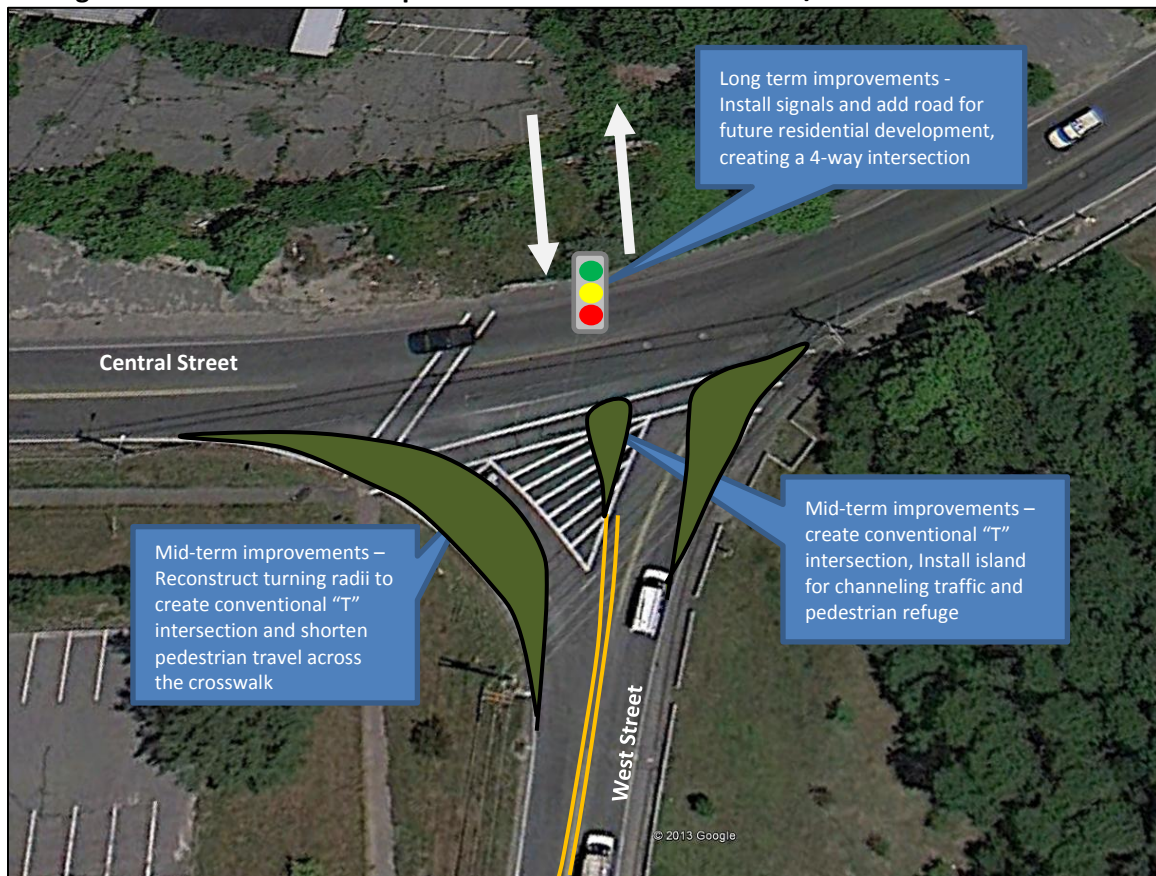 Long term improvements -
Install signals and add road for
future residential development,
creating a 4-way intersection
Central Street
Mid-term improvements –
Reconstruct turning radii to
create conventional “T”
intersection and shorten
pedestrian travel across
the crosswalk
Mid-term improvements –
create conventional “T”
intersection, Install island
for channeling traffic and
pedestrian refuge
West Street
© 2013 Google